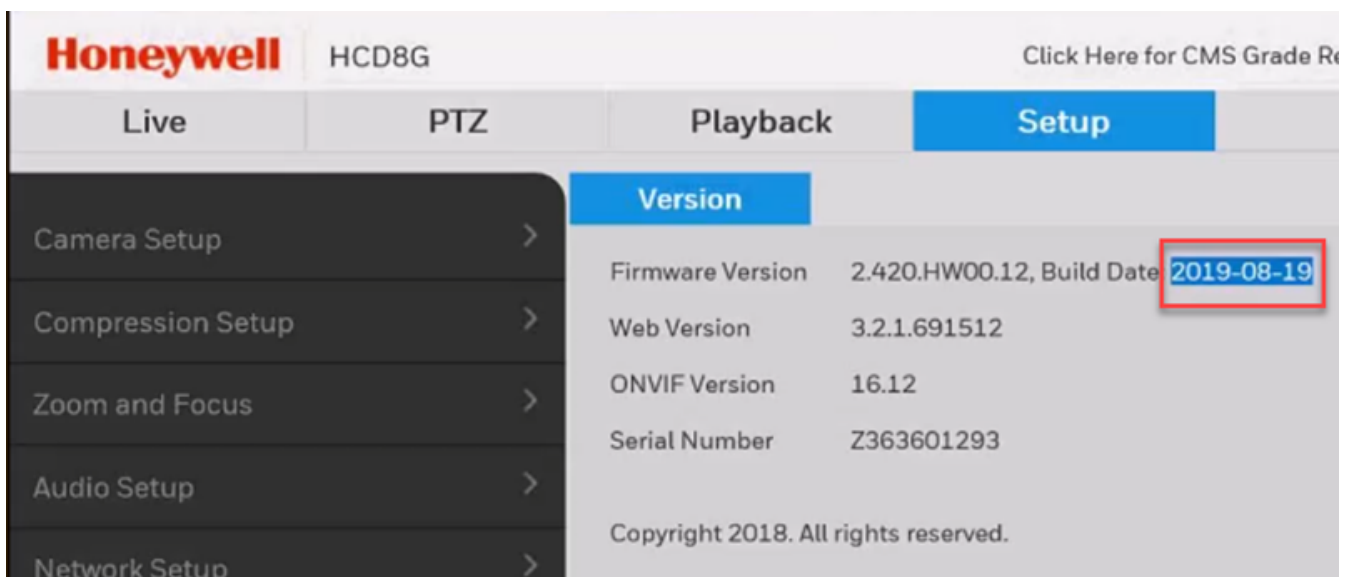 Honeywell HCD8G Click Here for CMS Grade
Live PTZ Playback Setup
Version
Camera Setup
Compression Setup
Zoom and Focus
Audio Setup
Network Setup
Firmware Version 2.420.HW00.12, Build Date 2019-08-19
Web Version 3.2.1.691512
ONVIF Version 16.12
Serial Number Z363601293
Copyright 2018. All rights reserved.